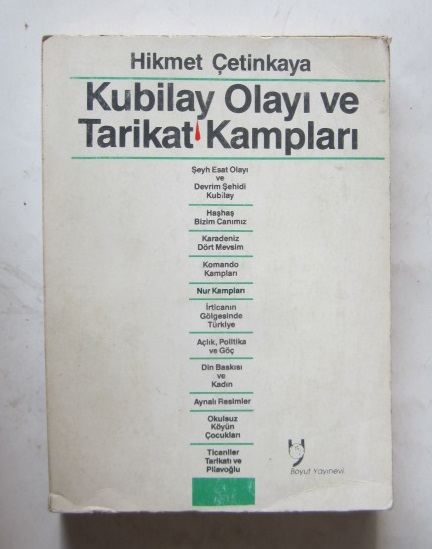 Hikmet Çetinkaya
Kubilay Olayı ve
Tarikat Kampları
Şeyh Esat Olayı
ve
Devrim Şehidi
Kubilay
Haşhaş
Bizim Canımız
Karadeniz
Dört Mevsim
Komando
Kampları
Nur Kampları
İrticanın
Gölgesinde
Türkiye
Açlık, Politika
ve Göç
Din Baskısı
ve
Kadın
Aynalı Resimler
Okulsuz
Köyün
Çocukları
Ticaniler
Tarikatı ve
Pilavoğlu
Boyut Yayınevi